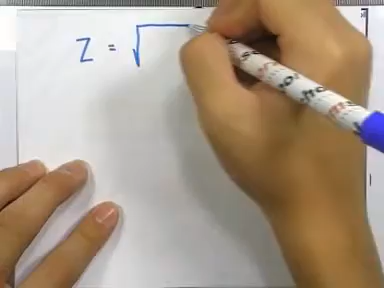 Z = √